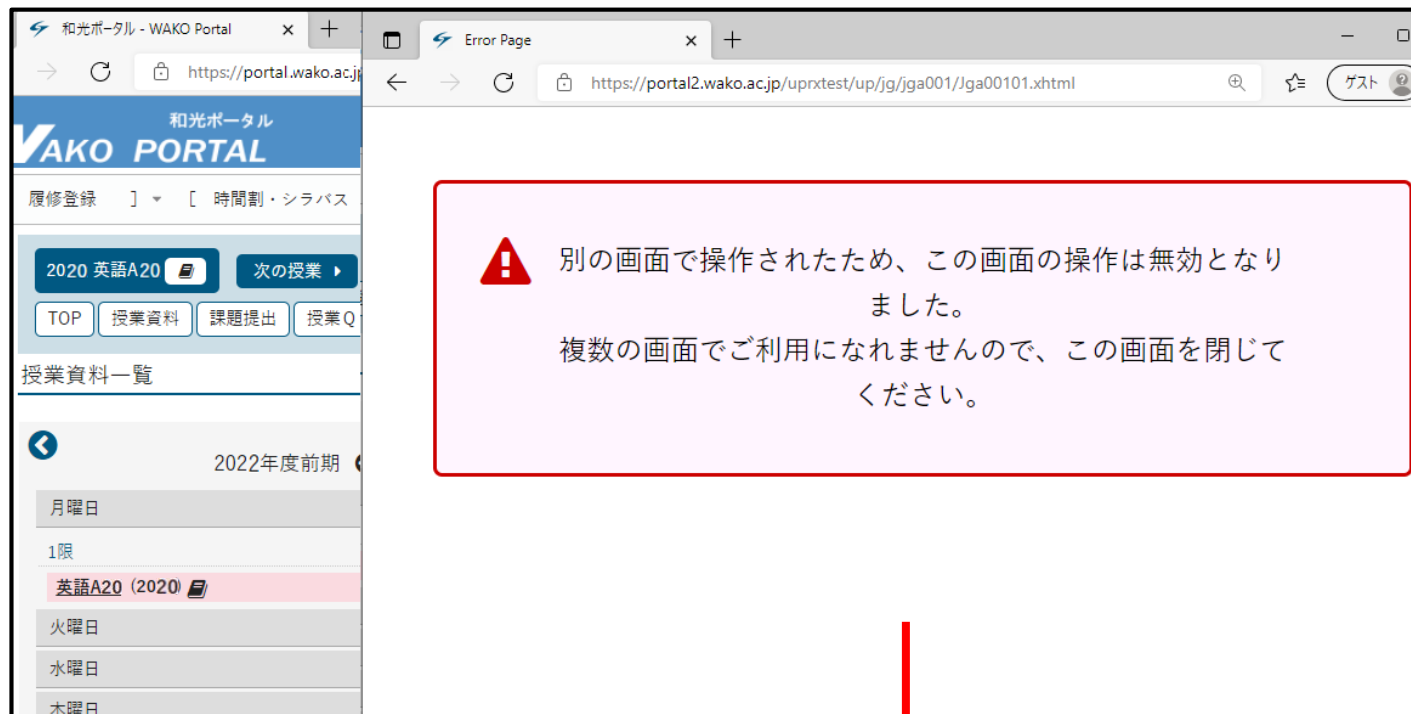 和光ポータル - WAKO Portal
https://portal.wako.ac.jp
和光ポータル
WAKO PORTAL
履修登録 ] [ 時間割・シラバス
2020 英語A20
次の授業
TOP 授業資料 課題提出 授業Q
授業資料一覧
2022年度前期
月曜日
1限
英語A20 (2020)
火曜日
水曜日
木曜日
Error Page
https://portal2.wako.ac.jp/uprxtest/up/jg/jga001/Jga00101.xhtml
ゲスト
別の画面で操作されたため、この画面の操作は無効となり
ました。
複数の画面でご利用になれませんので、この画面を閉じて
ください。